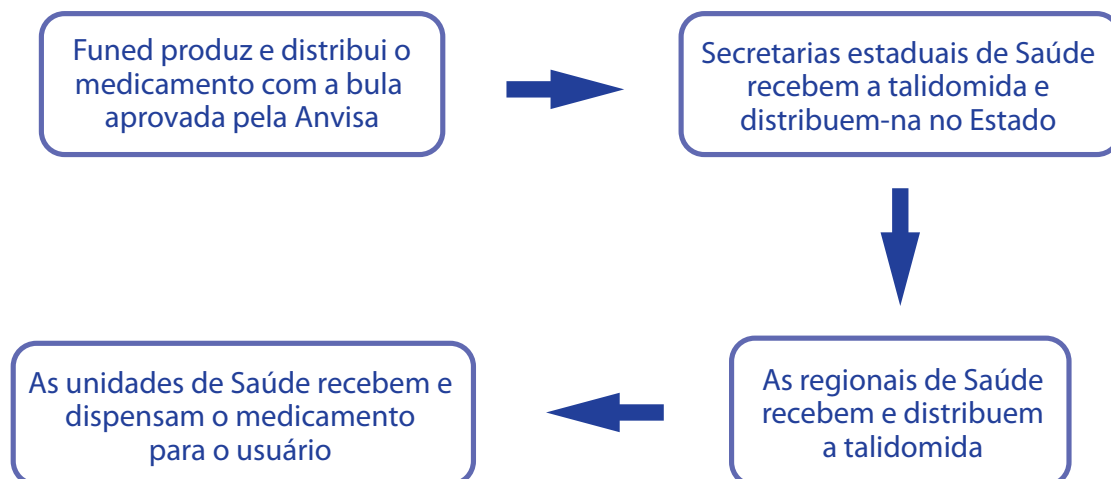 Funed produz e distribui o
medicamento com a bula
aprovada pela Anvisa
Secretarias estaduais de Saúde
recebem a talidomida e
distribuem-na no Estado
As regionais de Saúde
recebem e distribuem
a talidomida
As unidades de Saúde recebem e
dispensam o medicamento
para o usuário